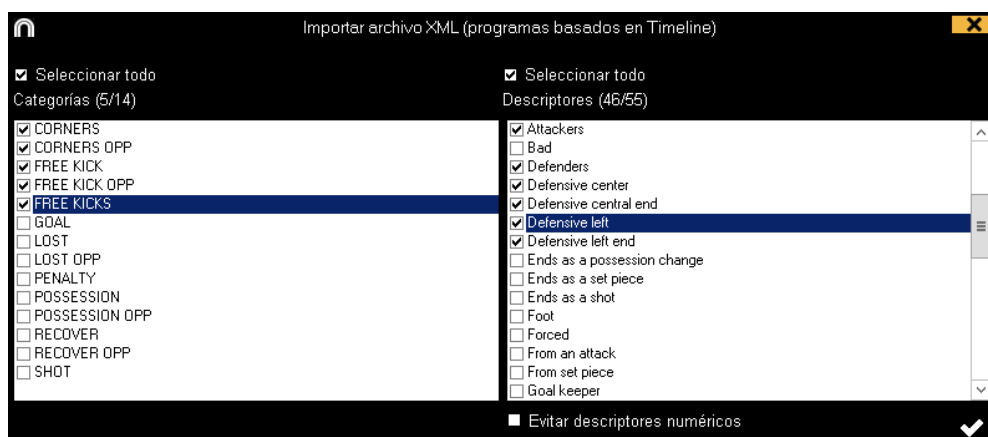 Importar archivo XML (programas basados en Timeline)
Seleccionar todo
Categorías (5/14)
CORNERS
CORNERS OPP
FREE KICK
FREE KICK OPP
FREE KICKS
GOAL
LOST
LOST OPP
PENALTY
POSSESSION
POSSESSION OPP
RECOVER
RECOVER OPP
SHOT
Seleccionar todo
Descriptores (46/55)
Attackers
Bad
Defenders
Defensive center
Defensive central end
Defensive left
Defensive left end
Ends as a possession change
Ends as a set piece
Ends as a shot
Foot
Forced
From an attack
From set piece
Goal keeper
Evitar descriptores numéricos